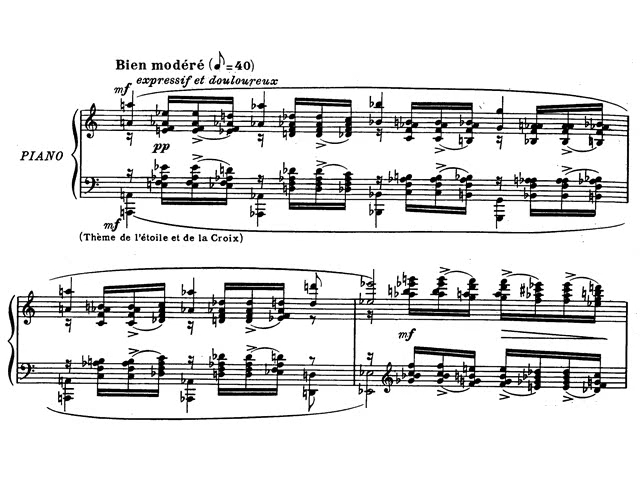 Bien modéré (♪=40)
mf expressif et douloureux
PIANO
pp
mf
(Thème de l'étoile et de la Croix)
mf